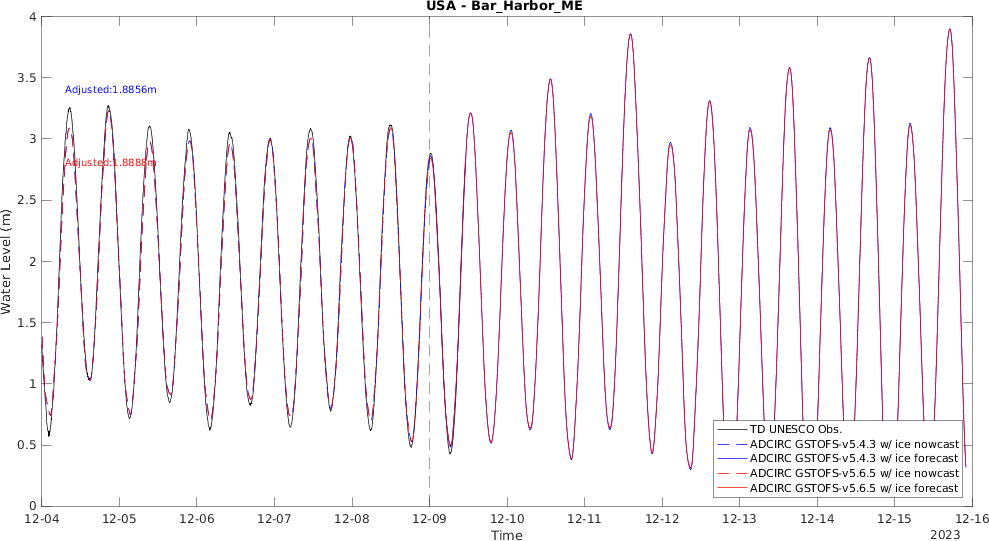 USA - Bar_Harbor_ME
Water Level (m)
4
3.5
3
2.5
2
1.5
1
0.5
0
Adjusted:1.8856m
Adjusted:1.8888m
TD UNESCO Obs.
ADCIRC GSTOFS-v5.4.3 w/ ice nowcast
ADCIRC GSTOFS-v5.4.3 w/ ice forecast
ADCIRC GSTOFS-v5.6.5 w/ ice nowcast
ADCIRC GSTOFS-v5.6.5 w/ ice forecast
12-04 12-05 12-06 12-07 12-08 12-09 12-10 12-11 12-12 12-13 12-14 12-15 12-16
Time
2023